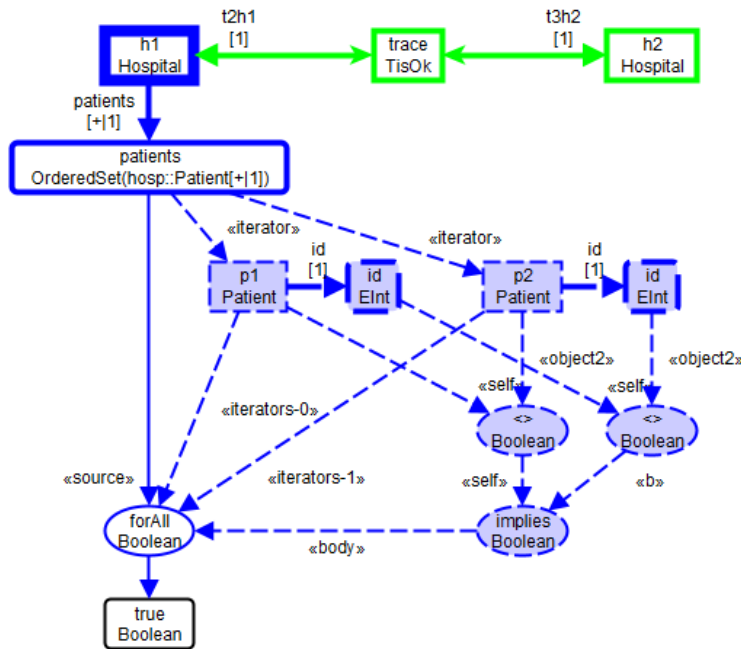 t2h1
[1]
t3h2
[1]
h1
Hospital
trace
TisOk
h2
Hospital
patients
[+|1]
patients
OrderedSet(hosp::Patient[+|1])
«iterator»
«iterator»
id
[1]
id
[1]
p1
Patient
id
EInt
p2
Patient
id
EInt
«object2»
«object2»
«self»
«self»
«iterators-0»
<>
Boolean
<>
Boolean
«source»
«iterators-1»
«self»
«b»
forAll
Boolean
implies
Boolean
«body»
true
Boolean